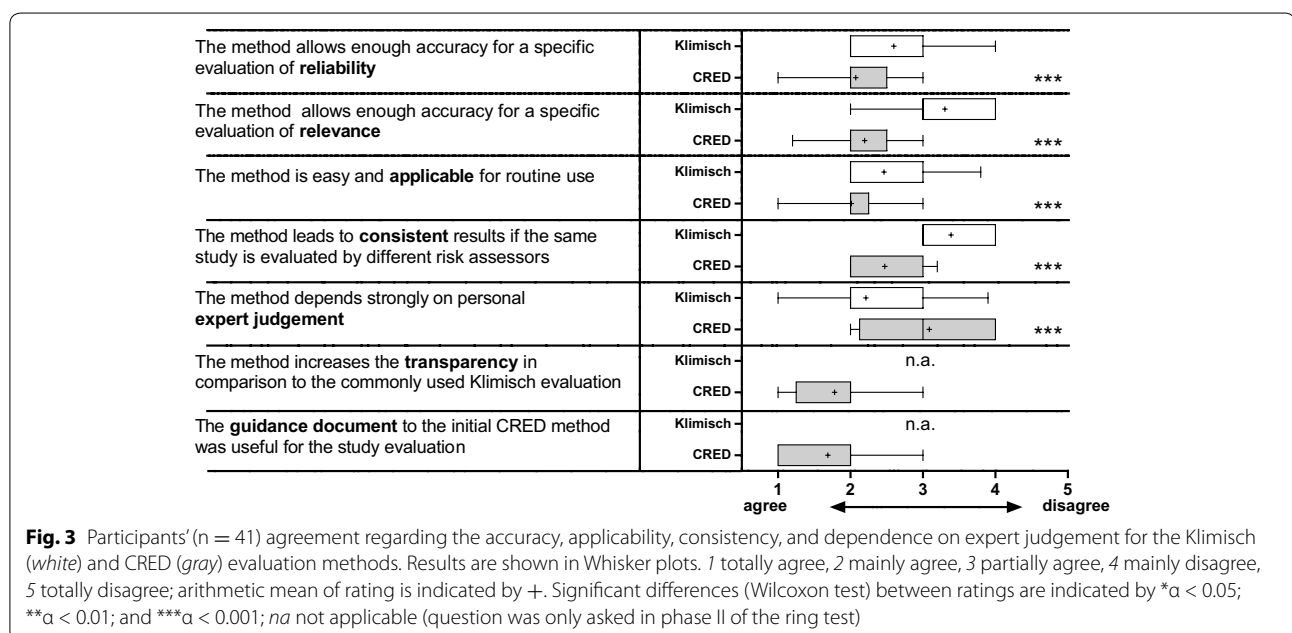 The method allows enough accuracy for a specific
evaluation of reliability
Klimisch
CRED
***
The method allows enough accuracy for a specific
evaluation of relevance
Klimisch
CRED
***
The method is easy and applicable for routine use
Klimisch
CRED
***
The method leads to consistent results if the same
study is evaluated by different risk assessors
Klimisch
CRED
***
The method depends strongly on personal
expert judgement
Klimisch
CRED
***
The method increases the transparency in
comparison to the commonly used Klimisch evaluation
Klimisch
n.a.
CRED
The guidance document to the initial CRED method
was useful for the study evaluation
Klimisch
n.a.
CRED
1 2 3 4 5
agree disagree
Fig. 3 Participants' (n = 41) agreement regarding the accuracy, applicability, consistency, and dependence on expert judgement for the Klimisch
(white) and CRED (gray) evaluation methods. Results are shown in Whisker plots. 1 totally agree, 2 mainly agree, 3 partially agree, 4 mainly disagree,
5 totally disagree; arithmetic mean of rating is indicated by +. Significant differences (Wilcoxon test) between ratings are indicated by *α < 0.05;
**α < 0.01; and ***α < 0.001; na not applicable (question was only asked in phase II of the ring test)